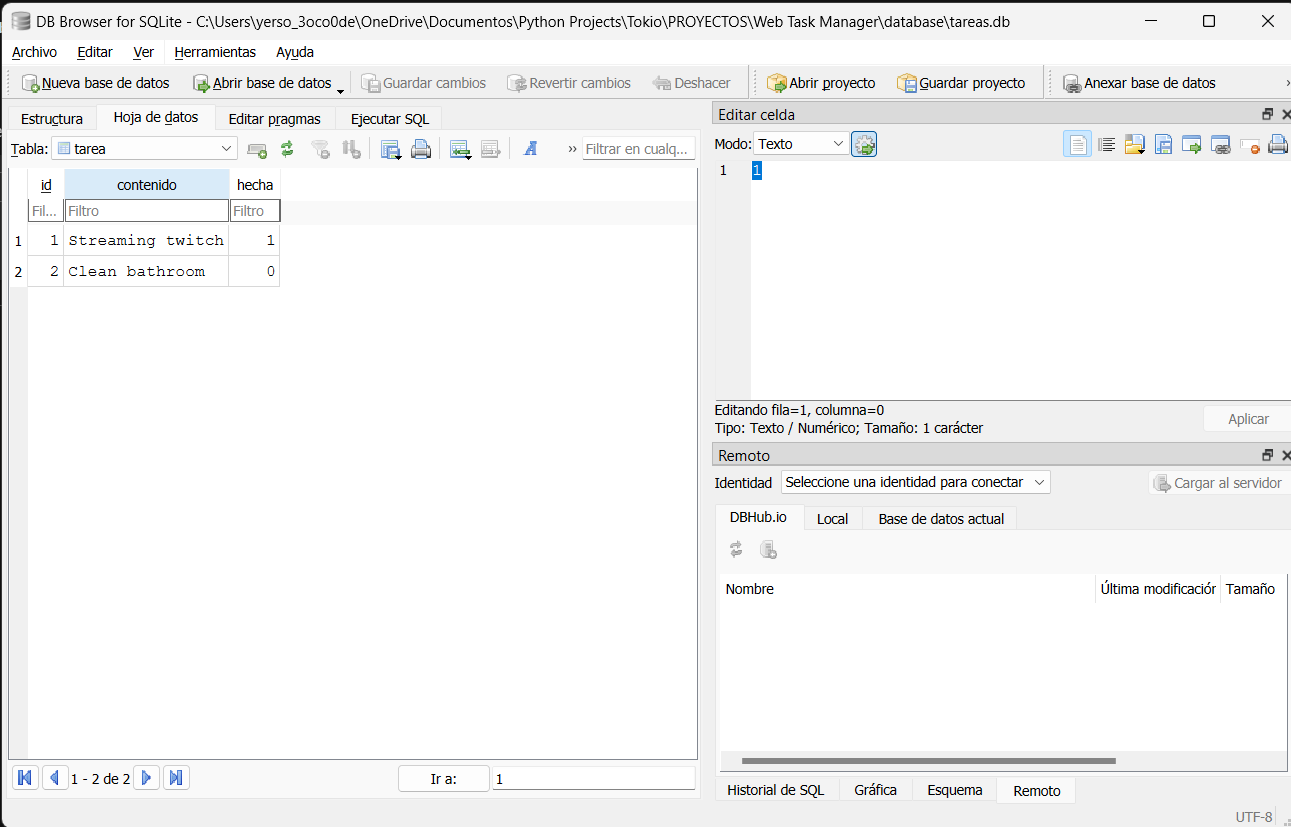 DB Browser for SQLite - C:\Users\yerso_3oco0de\OneDrive\Documentos\Python Projects\Tokio\PROYECTOS\Web Task Manager\database\tareas.db
Archivo Editar Ver Herramientas Ayuda
Nueva base de datos Abrir base de datos Guardar cambios Revertir cambios Deshacer Abrir proyecto Guardar proyecto Anexar base de datos
Estructura Hoja de datos Editar pragmas Ejecutar SQL
Tabla: tarea Filtrar en cualq...
id contenido hecha
Fil... Filtro Filtro
1 1 Streaming twitch 1
2 2 Clean bathroom 0
1 - 2 de 2 Ir a: 1
Editar celda
Modo: Texto
1 1
Editando fila=1, columna=0
Tipo: Texto / Numérico; Tamaño: 1 carácter
Aplicar
Remoto
Identidad Seleccione una identidad para conectar Cargar al servidor
DBHub.io Local Base de datos actual
Nombre Última modificaciór Tamaño
Historial de SQL Gráfica Esquema Remoto
UTF-8